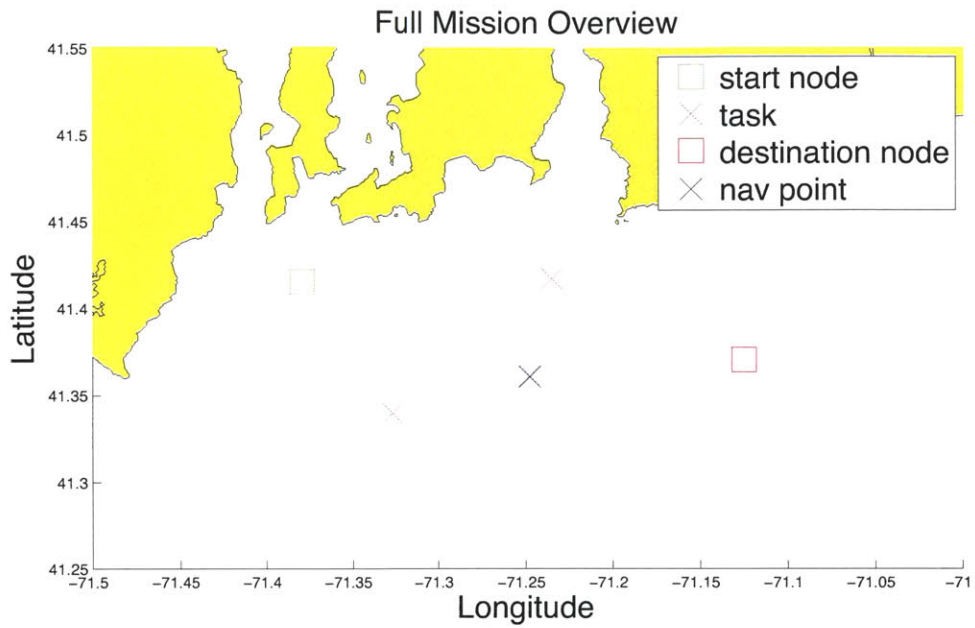 Full Mission Overview
41.55
41.5
41.45
41.4
41.35
41.3
41.25
Latitude
start node
task
destination node
nav point
−71.5
−71.45
−71.4
−71.35
−71.3
−71.25
−71.2
−71.15
−71.1
−71.05
−71
Longitude